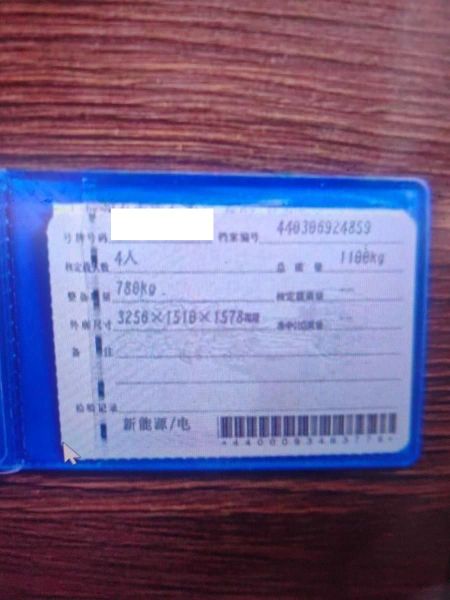 号牌号码 档案编号 440306924859
核定载人数 4人 总质量 1100kg
整备质量 780kg 核定载质量 --
外廓尺寸 3256×1510×1578mm 准牵引总质量 --
备注
检验记录 新能源/电